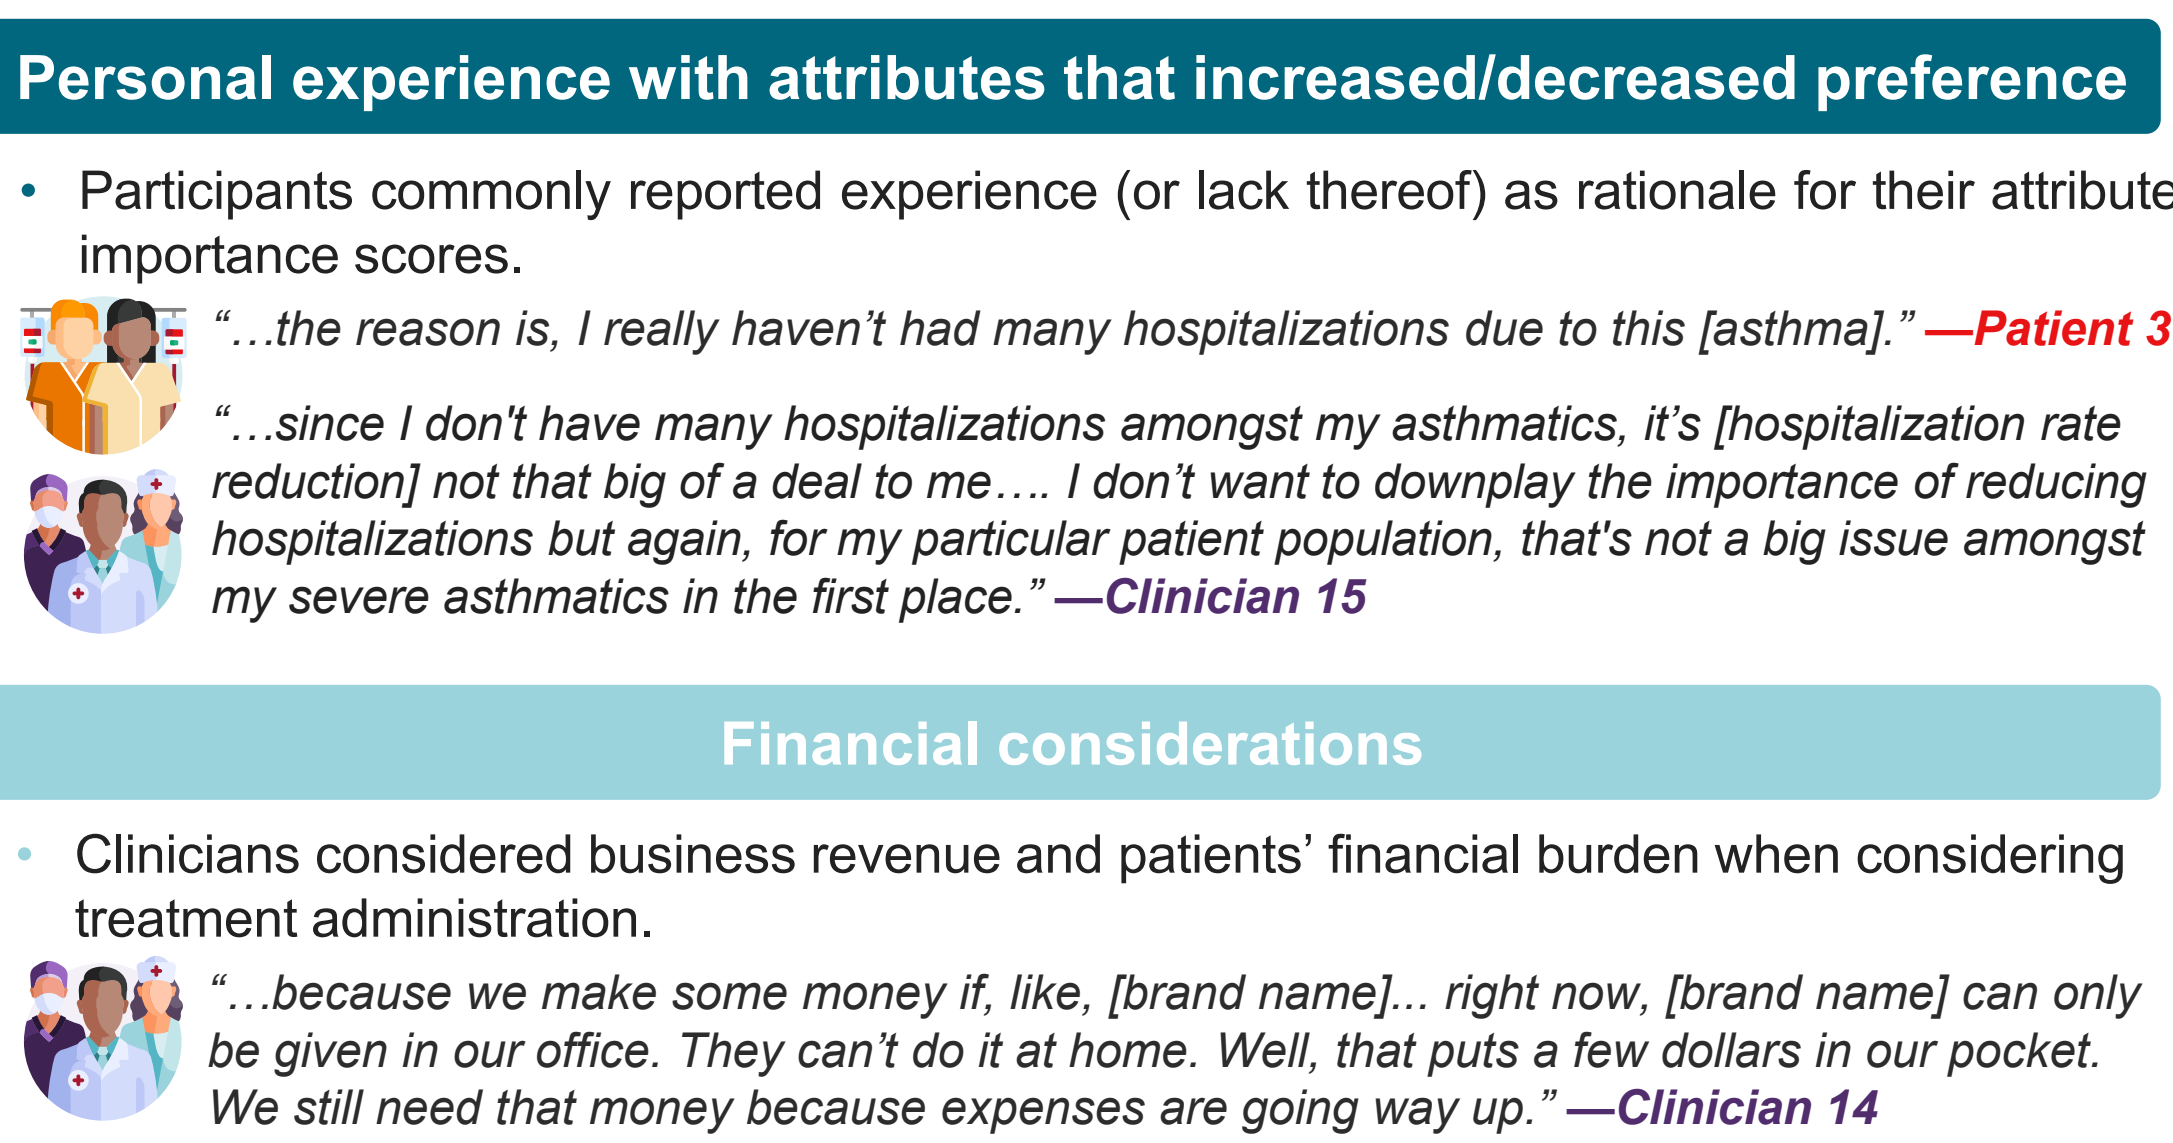 Personal experience with attributes that increased/decreased preference
• Participants commonly reported experience (or lack thereof) as rationale for their attribute
importance scores.
“…the reason is, I really haven’t had many hospitalizations due to this [asthma].” —Patient 3
“…since I don't have many hospitalizations amongst my asthmatics, it’s [hospitalization rate
reduction] not that big of a deal to me…. I don’t want to downplay the importance of reducing
hospitalizations but again, for my particular patient population, that's not a big issue amongst
my severe asthmatics in the first place.” —Clinician 15
Financial considerations
• Clinicians considered business revenue and patients’ financial burden when considering
treatment administration.
“…because we make some money if, like, [brand name]... right now, [brand name] can only
be given in our office. They can’t do it at home. Well, that puts a few dollars in our pocket.
We still need that money because expenses are going way up.” —Clinician 14